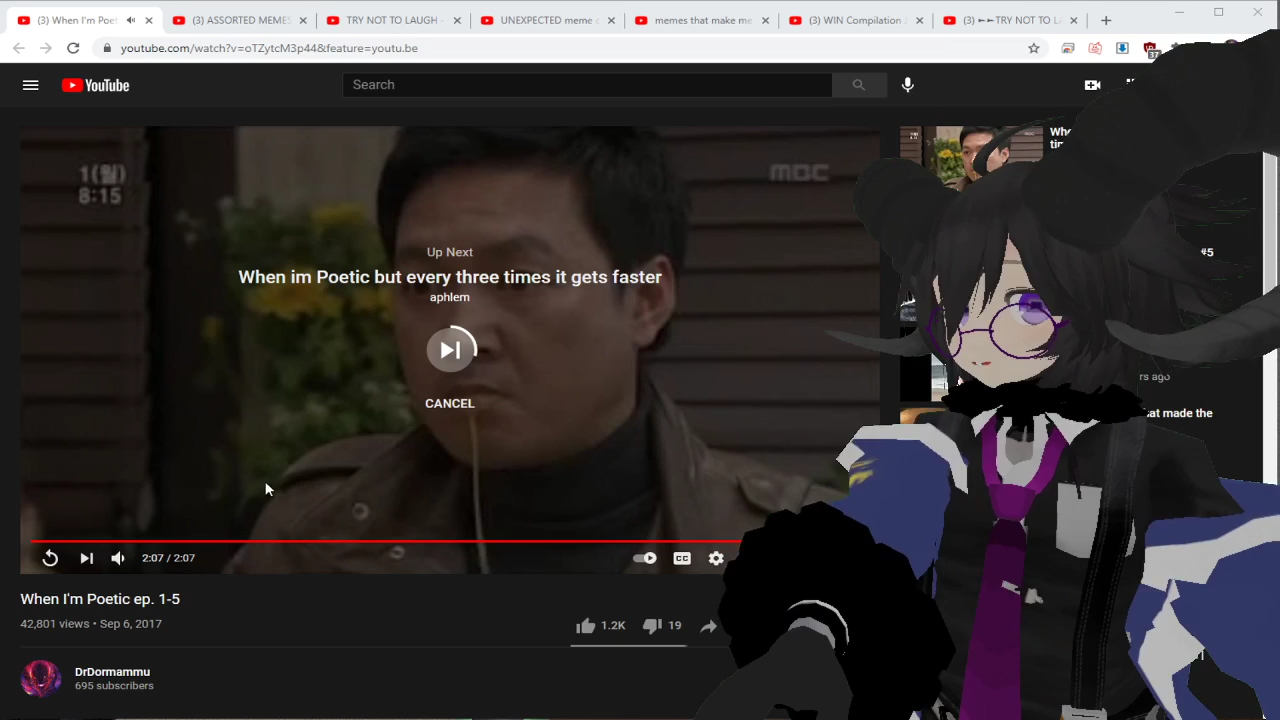 (3) When I'm Poet
(3) ASSORTED MEMES
TRY NOT TO LAUGH -
UNEXPECTED meme c
memes that make me
(3) WIN Compilation
(3) ►►TRY NOT TO LA
youtube.com/watch?v=oTZytcM3p44&feature=youtu.be
37
YouTube
Search
1(월)
8:15
MBC
Up Next
When im Poetic but every three times it gets faster
aphlem
CANCEL
2:07 / 2:07
CC
When I'm Poetic ep. 1-5
42,801 views • Sep 6, 2017
1.2K
19
DrDormammu
695 subscribers
#5
rs ago
at made the